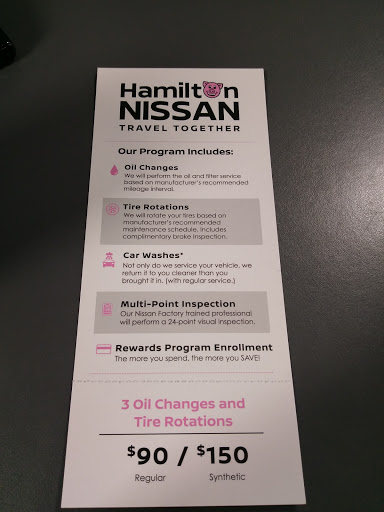 Hamilton
NISSAN
TRAVEL TOGETHER
Our Program Includes:
Oil Changes
We will perform the oil and filter service
based on manufacturer's recommended
mileage interval.
Tire Rotations
We will rotate your tires based on
manufacturer's recommended
maintenance schedule. Includes
complimentary brake inspection.
Car Washes*
Not only do we service your vehicle, we
return it to you cleaner than you
brought it in. (with regular service.)
Multi-Point Inspection
Our Nissan Factory trained professional
will perform a 24-point visual inspection.
Rewards Program Enrollment
The more you spend, the more you SAVE!
3 Oil Changes and
Tire Rotations
$90 / $150
Regular Synthetic